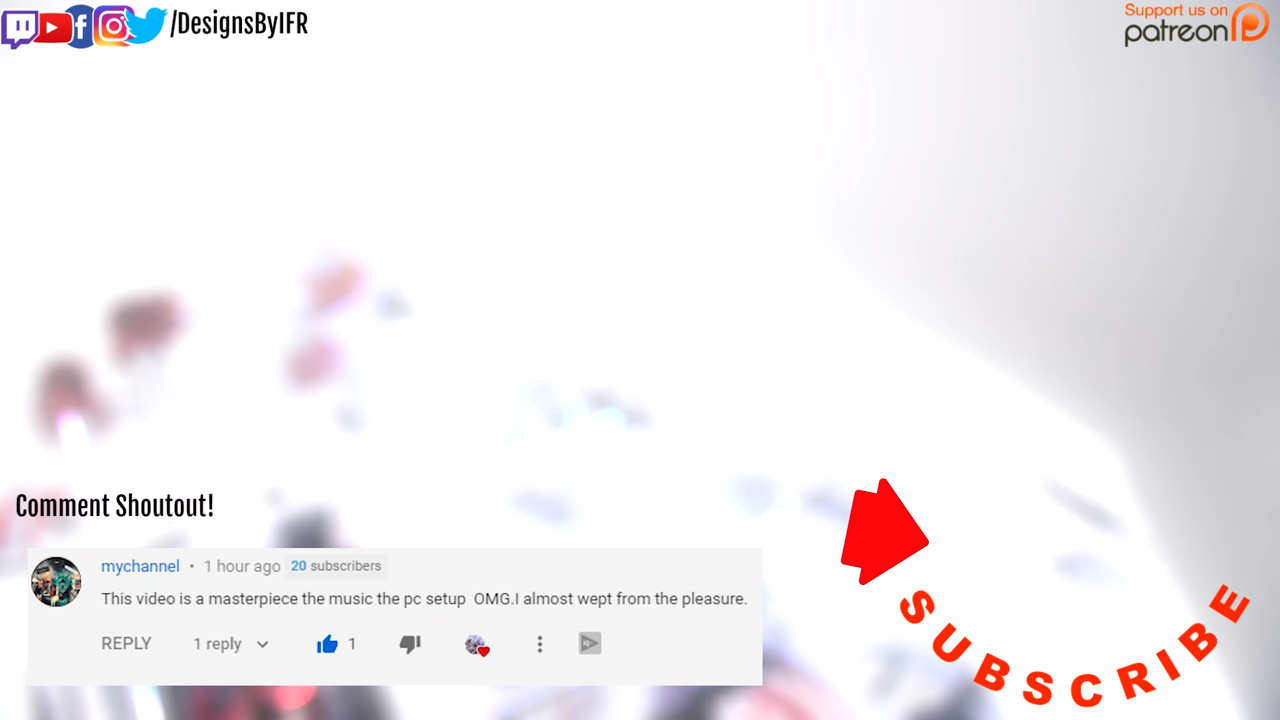 /DesignsByIFR
Support us on
patreon
Comment Shoutout!
mychannel • 1 hour ago 20 subscribers
This video is a masterpiece the music the pc setup  OMG.I almost wept from the pleasure.
REPLY 1 reply 1
SUBSCRIBE